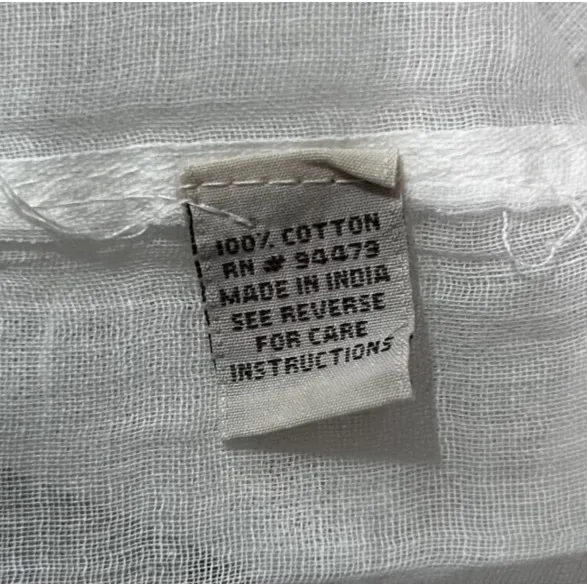 100% COTTON
RN # 94479
MADE IN INDIA
SEE REVERSE
FOR CARE
INSTRUCTIONS